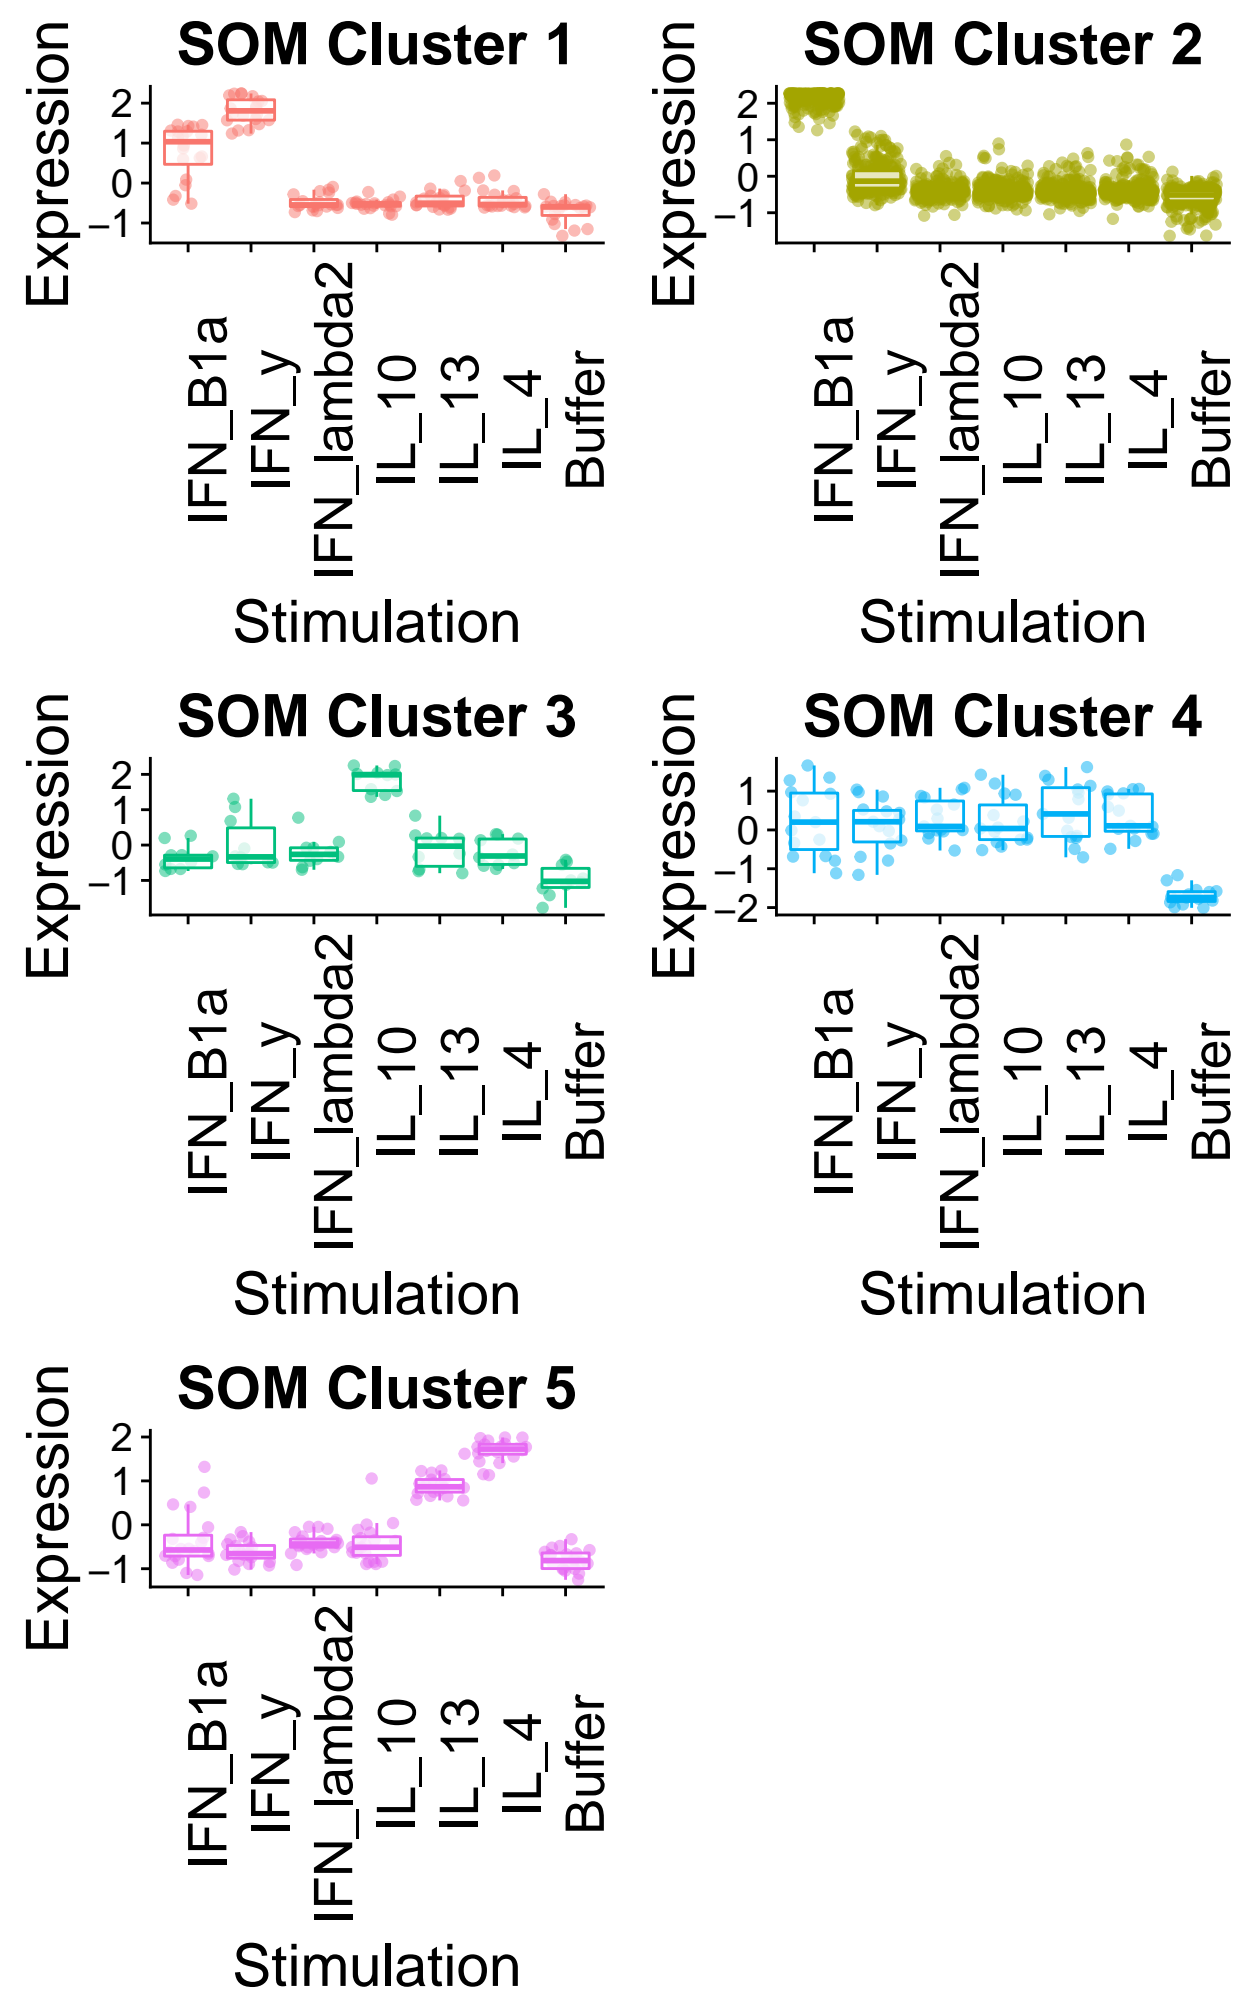 SOM Cluster 1
Expression
2
1
0
−1
IFN_B1a
IFN_y
IFN_lambda2
IL_10
IL_13
IL_4
Buffer
Stimulation
SOM Cluster 2
Expression
2
1
0
−1
IFN_B1a
IFN_y
IFN_lambda2
IL_10
IL_13
IL_4
Buffer
Stimulation
SOM Cluster 3
Expression
2
1
0
−1
IFN_B1a
IFN_y
IFN_lambda2
IL_10
IL_13
IL_4
Buffer
Stimulation
SOM Cluster 4
Expression
1
0
−1
−2
IFN_B1a
IFN_y
IFN_lambda2
IL_10
IL_13
IL_4
Buffer
Stimulation
SOM Cluster 5
Expression
2
1
0
−1
IFN_B1a
IFN_y
IFN_lambda2
IL_10
IL_13
IL_4
Buffer
Stimulation